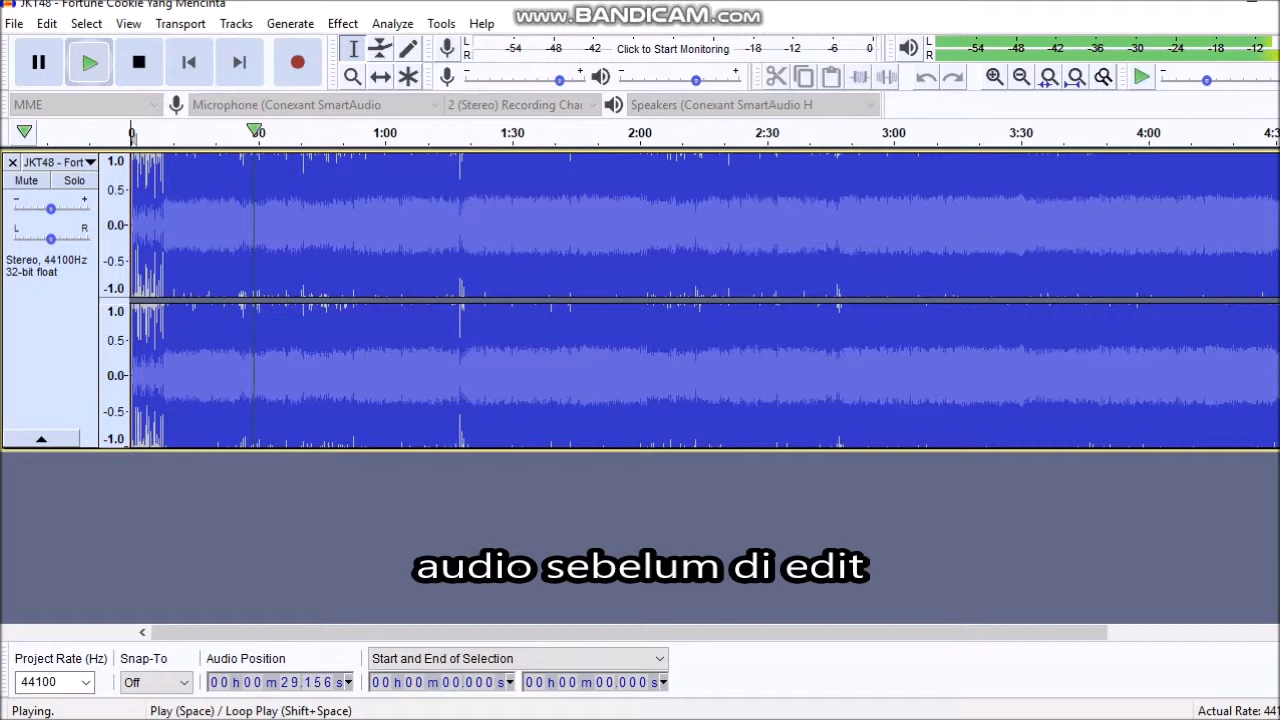 JKT48 - Fortune Cookie Yang Mencinta
www.BANDICAM.com
File Edit Select View Transport Tracks Generate Effect Analyze Tools Help
L R -54 -48 -42 Click to Start Monitoring -18 -12 -6 0
L R -54 -48 -42 -36 -30 -24 -18 -12
MME Microphone (Conexant SmartAudio 2 (Stereo) Recording Chan Speakers (Conexant SmartAudio H
0 30 1:00 1:30 2:00 2:30 3:00 3:30 4:00 4:3
JKT48 - Fort
Mute Solo
- +
L R
Stereo, 44100Hz
32-bit float
1.0
0.5
0.0
-0.5
-1.0
1.0
0.5
0.0
-0.5
-1.0
audio sebelum di edit
Project Rate (Hz) Snap-To Audio Position Start and End of Selection
44100 Off 00 h 00 m 29.156 s 00 h 00 m 00.000 s 00 h 00 m 00.000 s
Playing. Play (Space) / Loop Play (Shift+Space) Actual Rate: 441